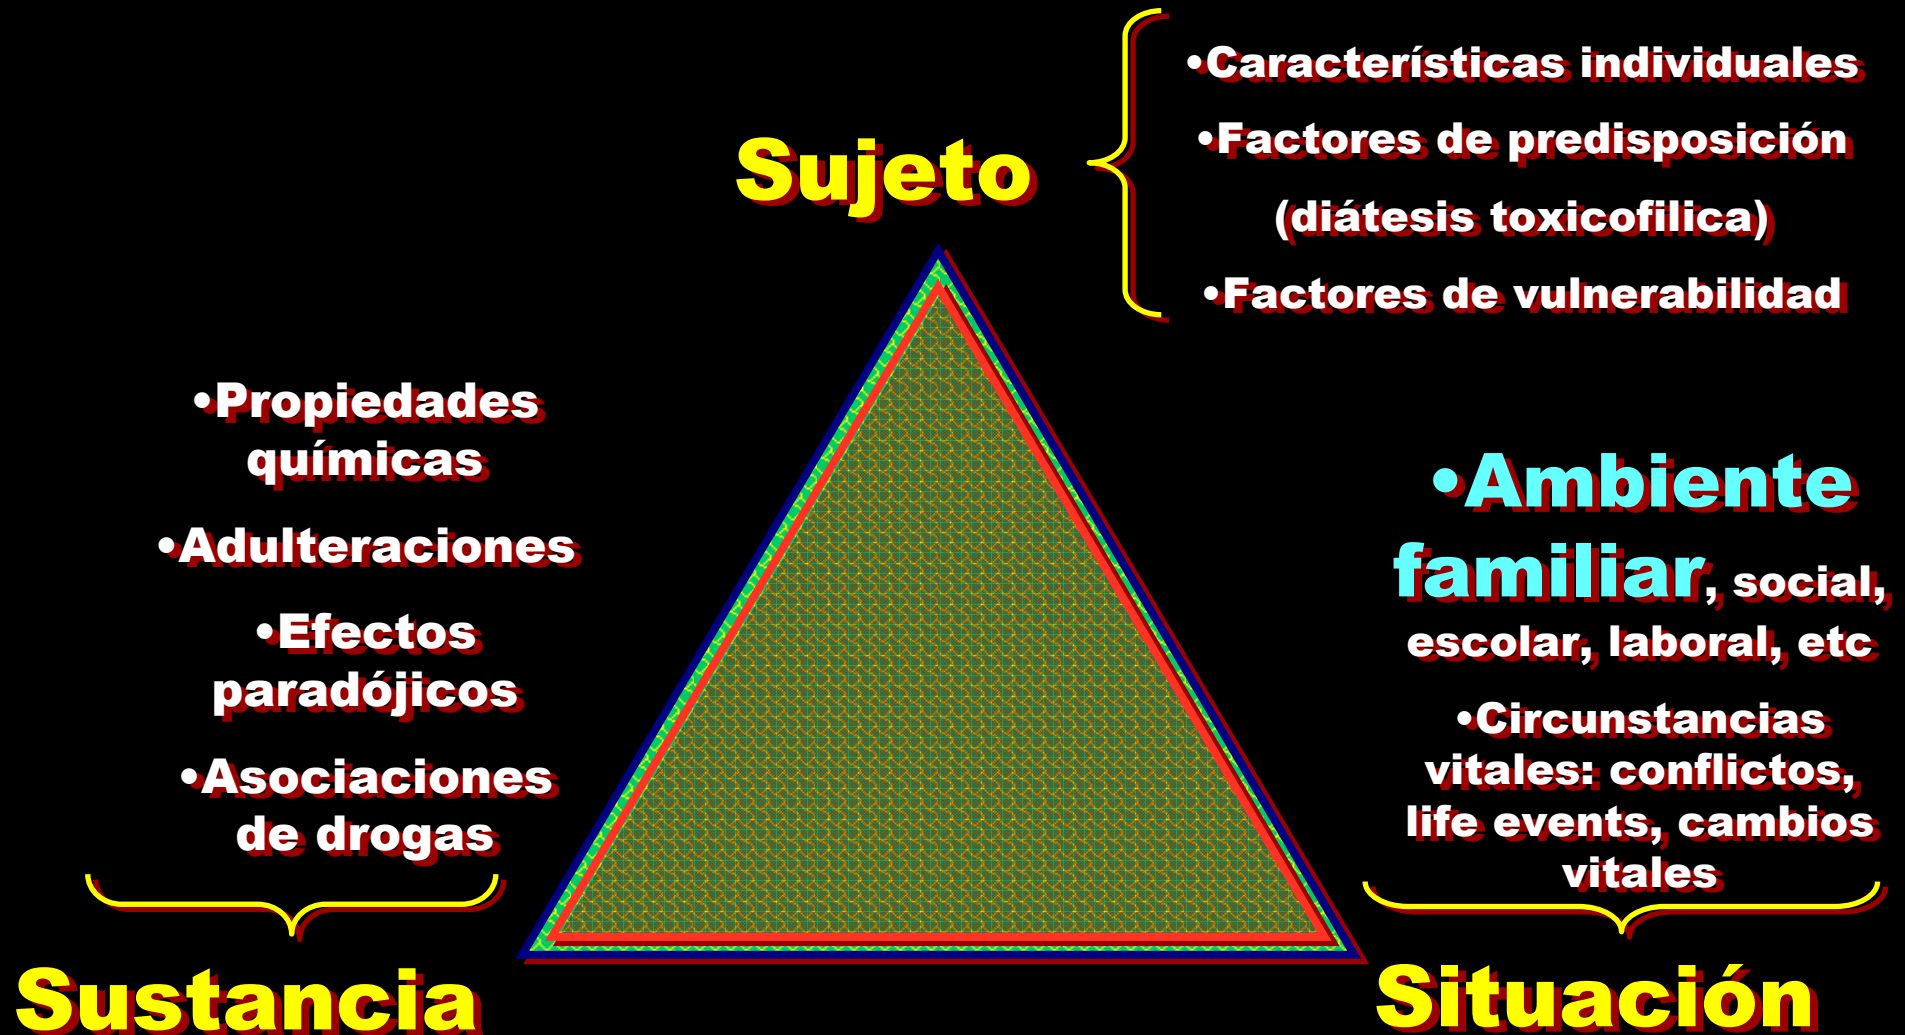 Sujeto
•Características individuales
•Factores de predisposición
(diátesis toxicofilica)
•Factores de vulnerabilidad
•Propiedades
químicas
•Adulteraciones
•Efectos
paradójicos
•Asociaciones
de drogas
Sustancia
•Ambiente
familiar, social,
escolar, laboral, etc
•Circunstancias
vitales: conflictos,
life events, cambios
vitales
Situación